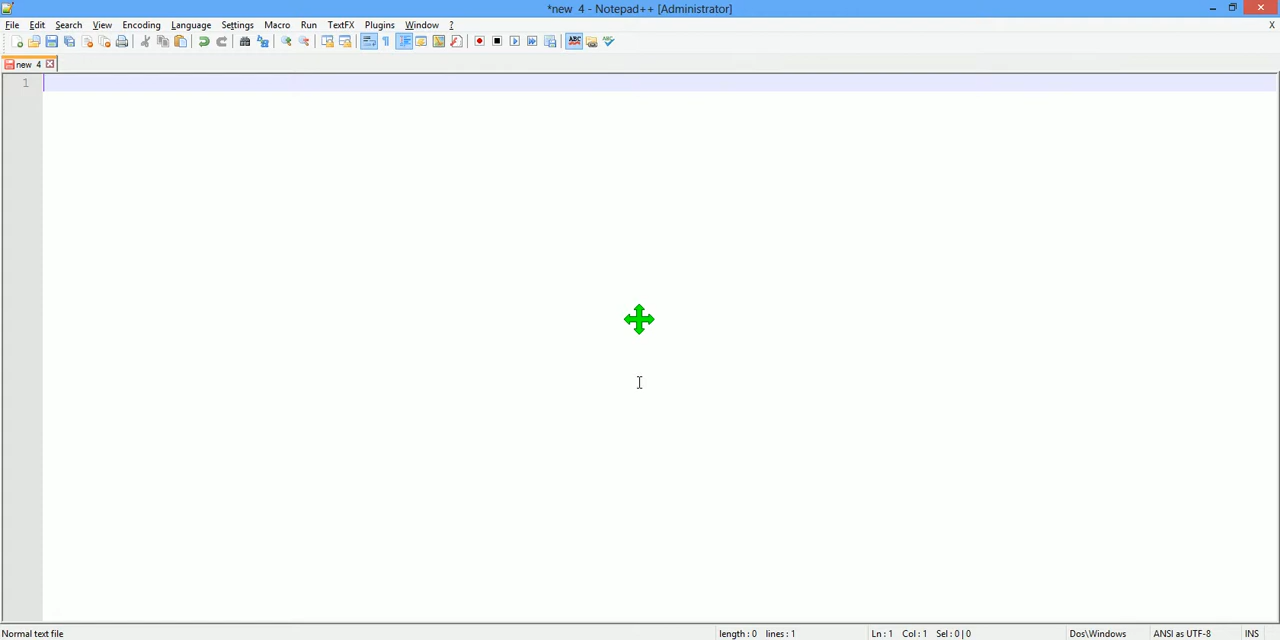 *new 4 - Notepad++ [Administrator]
File Edit Search View Encoding Language Settings Macro Run TextFX Plugins Window ?
X
ABC
new 4
1
Normal text file length : 0 lines : 1 Ln : 1 Col : 1 Sel : 0 | 0 Dos\Windows ANSI as UTF-8 INS